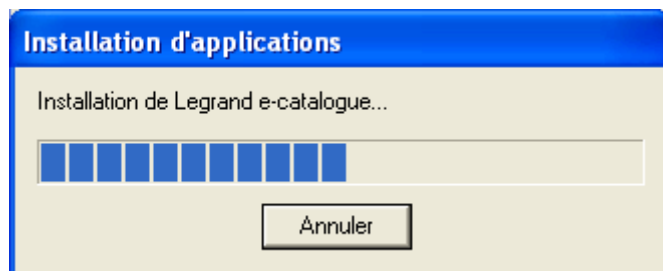 Installation d'applications
Installation de Legrand e-catalogue...
Annuler